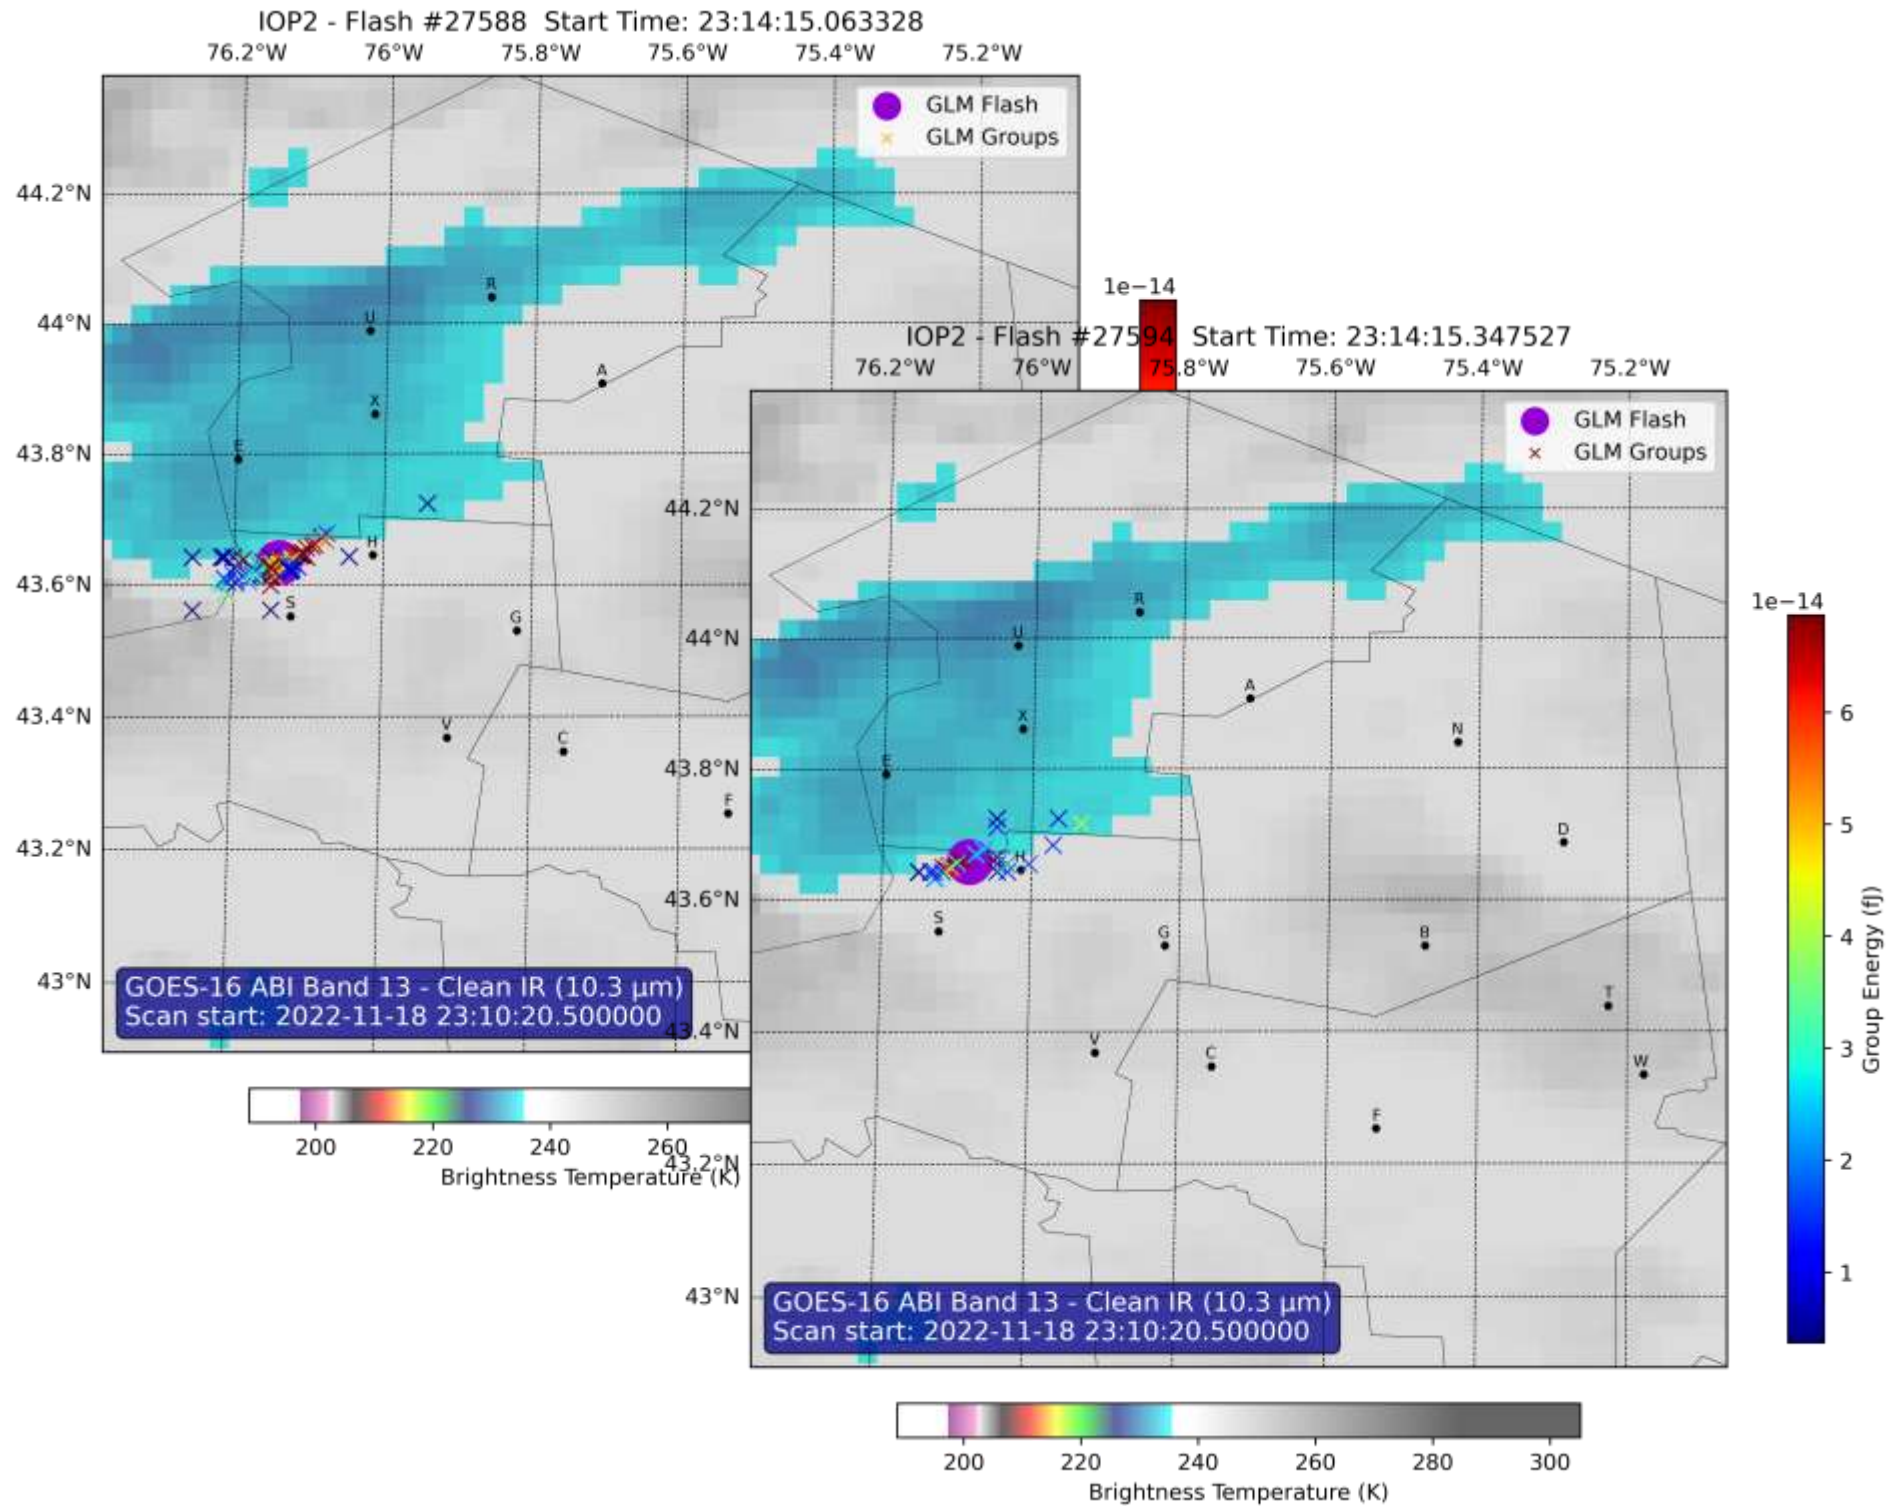 IOP2 - Flash #27588  Start Time: 23:14:15.063328
76.2°W 76°W 75.8°W 75.6°W 75.4°W 75.2°W
GLM Flash
GLM Groups
44.2°N
44°N
43.8°N
43.6°N
43.4°N
43.2°N
43°N
R
U
A
X
E
H
S
G
V
C
F
GOES-16 ABI Band 13 - Clean IR (10.3 μm)
Scan start: 2022-11-18 23:10:20.500000
200 220 240 260
Brightness Temperature (K)
1e−14
IOP2 - Flash #27594  Start Time: 23:14:15.347527
76.2°W 76°W 75.8°W 75.6°W 75.4°W 75.2°W
GLM Flash
GLM Groups
44.2°N
44°N
43.8°N
43.6°N
43.4°N
43.2°N
43°N
R
U
A
X
N
E
D
H
S
G
B
T
V
C
W
F
GOES-16 ABI Band 13 - Clean IR (10.3 μm)
Scan start: 2022-11-18 23:10:20.500000
200 220 240 260 280 300
Brightness Temperature (K)
1e−14
6
5
4
3
2
1
Group Energy (fJ)